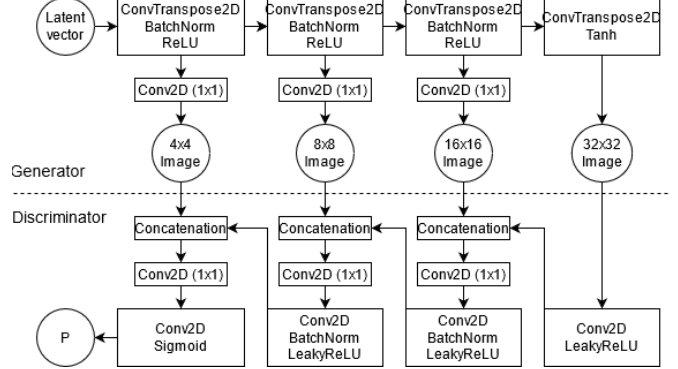 Latent
vector
ConvTranspose2D
BatchNorm
ReLU
ConvTranspose2D
BatchNorm
ReLU
ConvTranspose2D
BatchNorm
ReLU
ConvTranspose2D
Tanh
Conv2D (1x1)
Conv2D (1x1)
Conv2D (1x1)
4x4
Image
8x8
Image
16x16
Image
32x32
Image
Generator
Discriminator
Concatenation
Concatenation
Concatenation
Conv2D (1x1)
Conv2D (1x1)
Conv2D (1x1)
P
Conv2D
Sigmoid
Conv2D
BatchNorm
LeakyReLU
Conv2D
BatchNorm
LeakyReLU
Conv2D
LeakyReLU